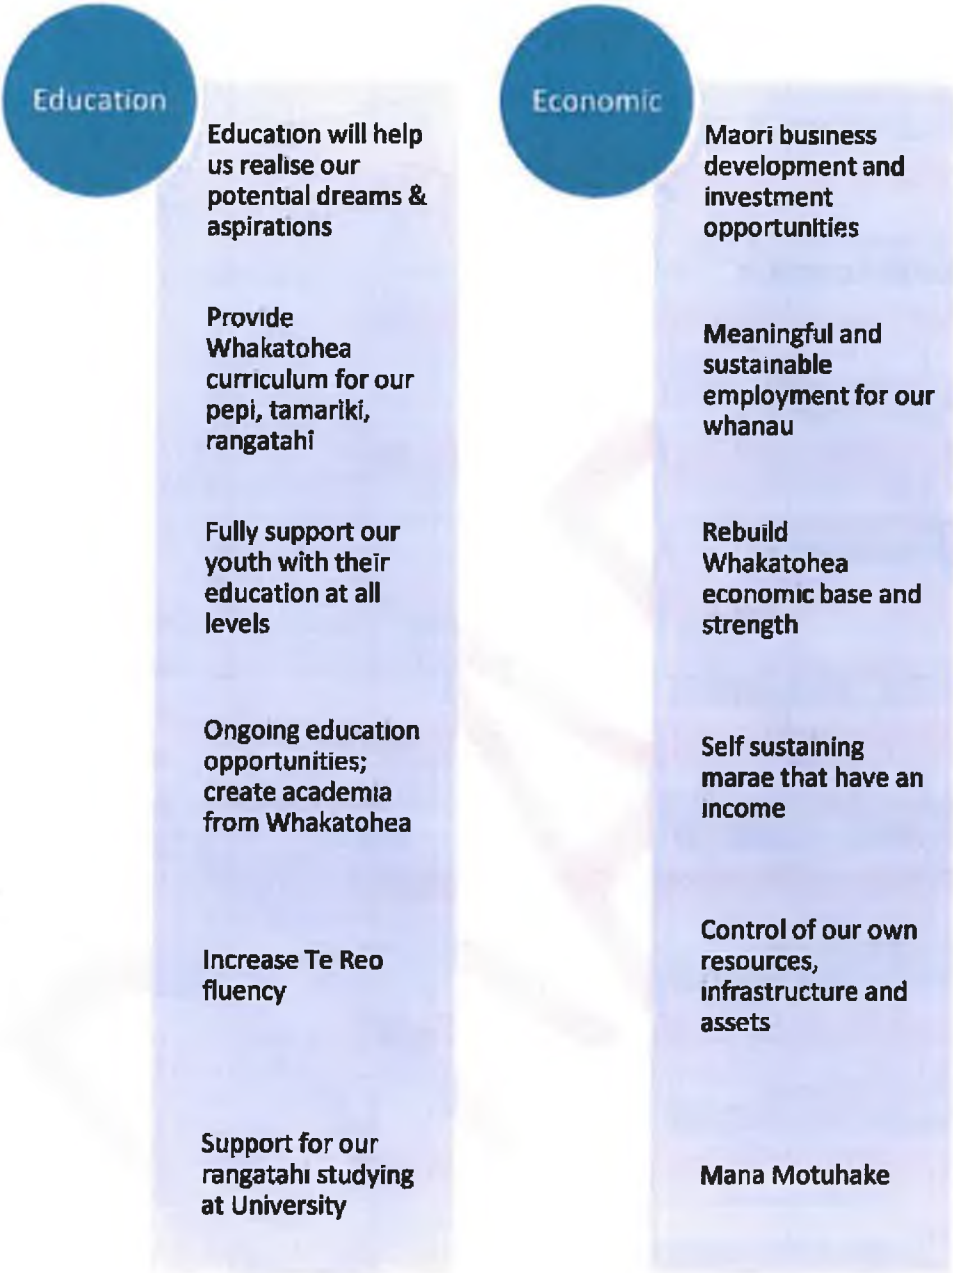 Education
Education will help
us realise our
potential dreams &
aspirations
Provide
Whakatohea
curriculum for our
pepi, tamariki,
rangatahi
Fully support our
youth with their
education at all
levels
Ongoing education
opportunities;
create academia
from Whakatohea
Increase Te Reo
fluency
Support for our
rangatahi studying
at University
Economic
Maori business
development and
investment
opportunities
Meaningful and
sustainable
employment for our
whanau
Rebuild
Whakatohea
economic base and
strength
Self sustaining
marae that have an
income
Control of our own
resources,
infrastructure and
assets
Mana Motuhake